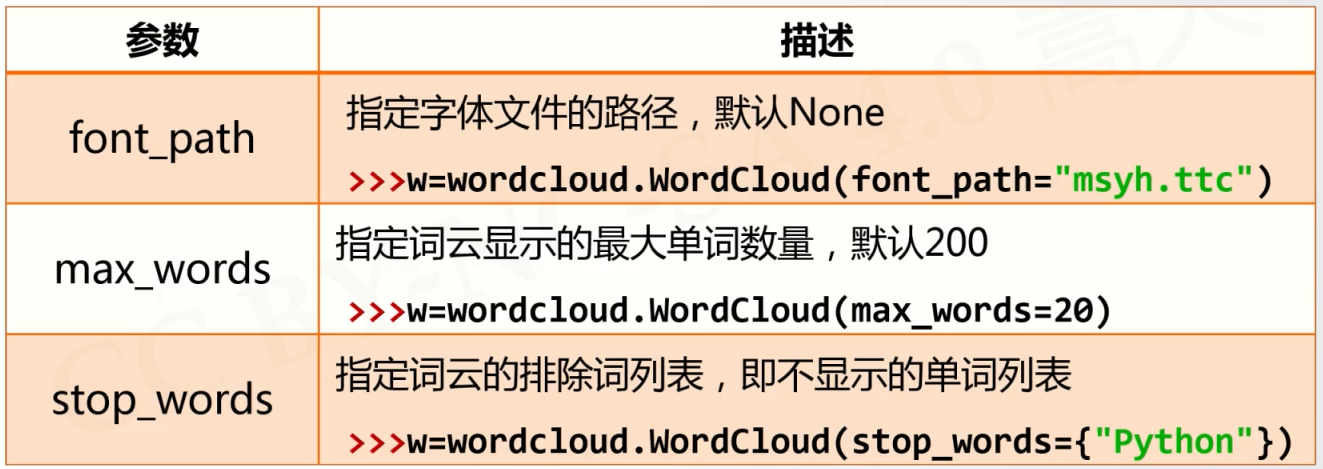 参数 描述
font_path
指定字体文件的路径，默认None
>>>w=wordcloud.WordCloud(font_path="msyh.ttc")
max_words
指定词云显示的最大单词数量，默认200
>>>w=wordcloud.WordCloud(max_words=20)
stop_words
指定词云的排除词列表，即不显示的单词列表
>>>w=wordcloud.WordCloud(stop_words={"Python"})